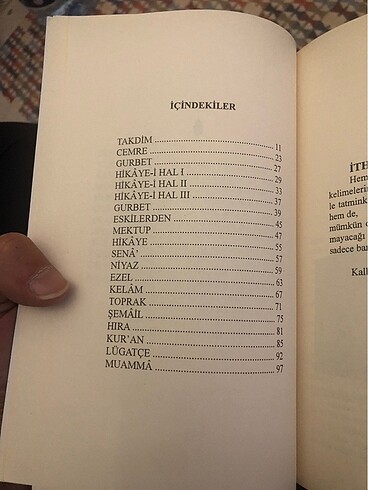 İÇİNDEKİLER
TAKDİM 11
CEMRE 23
GURBET 27
HİKÂYE-İ HAL I 29
HİKÂYE-İ HAL II 33
HİKÂYE-İ HAL III 37
GURBET 39
ESKİLERDEN 45
MEKTUP 47
HİKÂYE 55
SENÂ' 57
NİYAZ 59
EZEL 63
KELÂM 67
TOPRAK 71
ŞEMÂİL 75
HIRA 81
KUR'AN 85
LÜGATÇE 92
MUAMMÂ 97
İTHE
Hem
kelimelerin
le tatmink
hem de,
mümkün o
mayacağı
sadece bar
Kalb